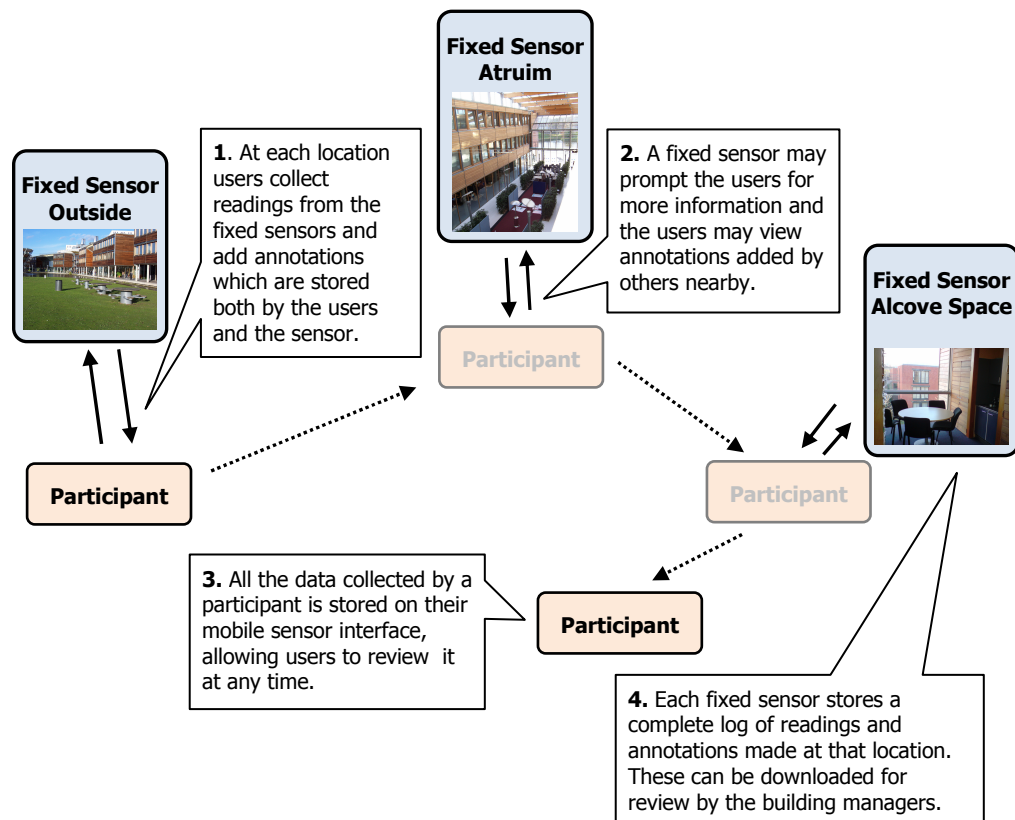 Fixed Sensor
Atruim
1. At each location
users collect
readings from the
fixed sensors and
add annotations
which are stored
both by the users
and the sensor.
2. A fixed sensor may
prompt the users for
more information and
the users may view
annotations added by
others nearby.
Fixed Sensor
Outside
Fixed Sensor
Alcove Space
Participant
Participant
Participant
3. All the data collected by a
participant is stored on their
mobile sensor interface,
allowing users to review it
at any time.
Participant
4. Each fixed sensor stores a
complete log of readings and
annotations made at that location.
These can be downloaded for
review by the building managers.